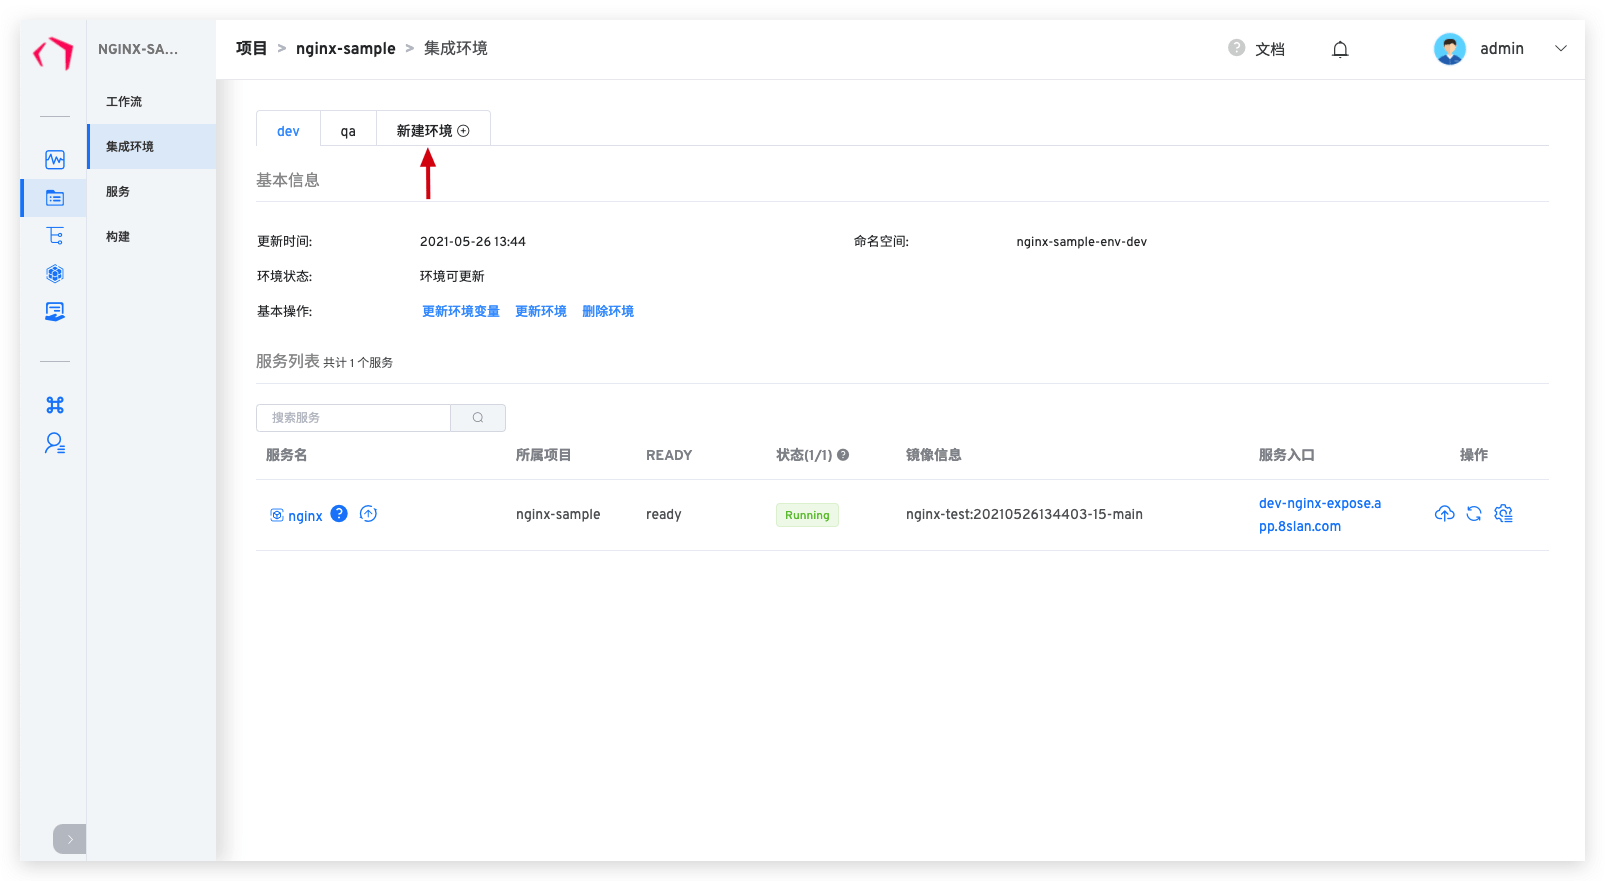 NGINX-SA...
项目 > nginx-sample > 集成环境
文档
admin
工作流
集成环境
服务
构建
dev
qa
新建环境
基本信息
更新时间: 2021-05-26 13:44 命名空间: nginx-sample-env-dev
环境状态: 环境可更新
基本操作: 更新环境变量 更新环境 删除环境
服务列表 共计 1 个服务
搜索服务
服务名 所属项目 READY 状态(1/1) 镜像信息 服务入口 操作
nginx nginx-sample ready Running nginx-test:20210526134403-15-main dev-nginx-expose.a
pp.8slan.com